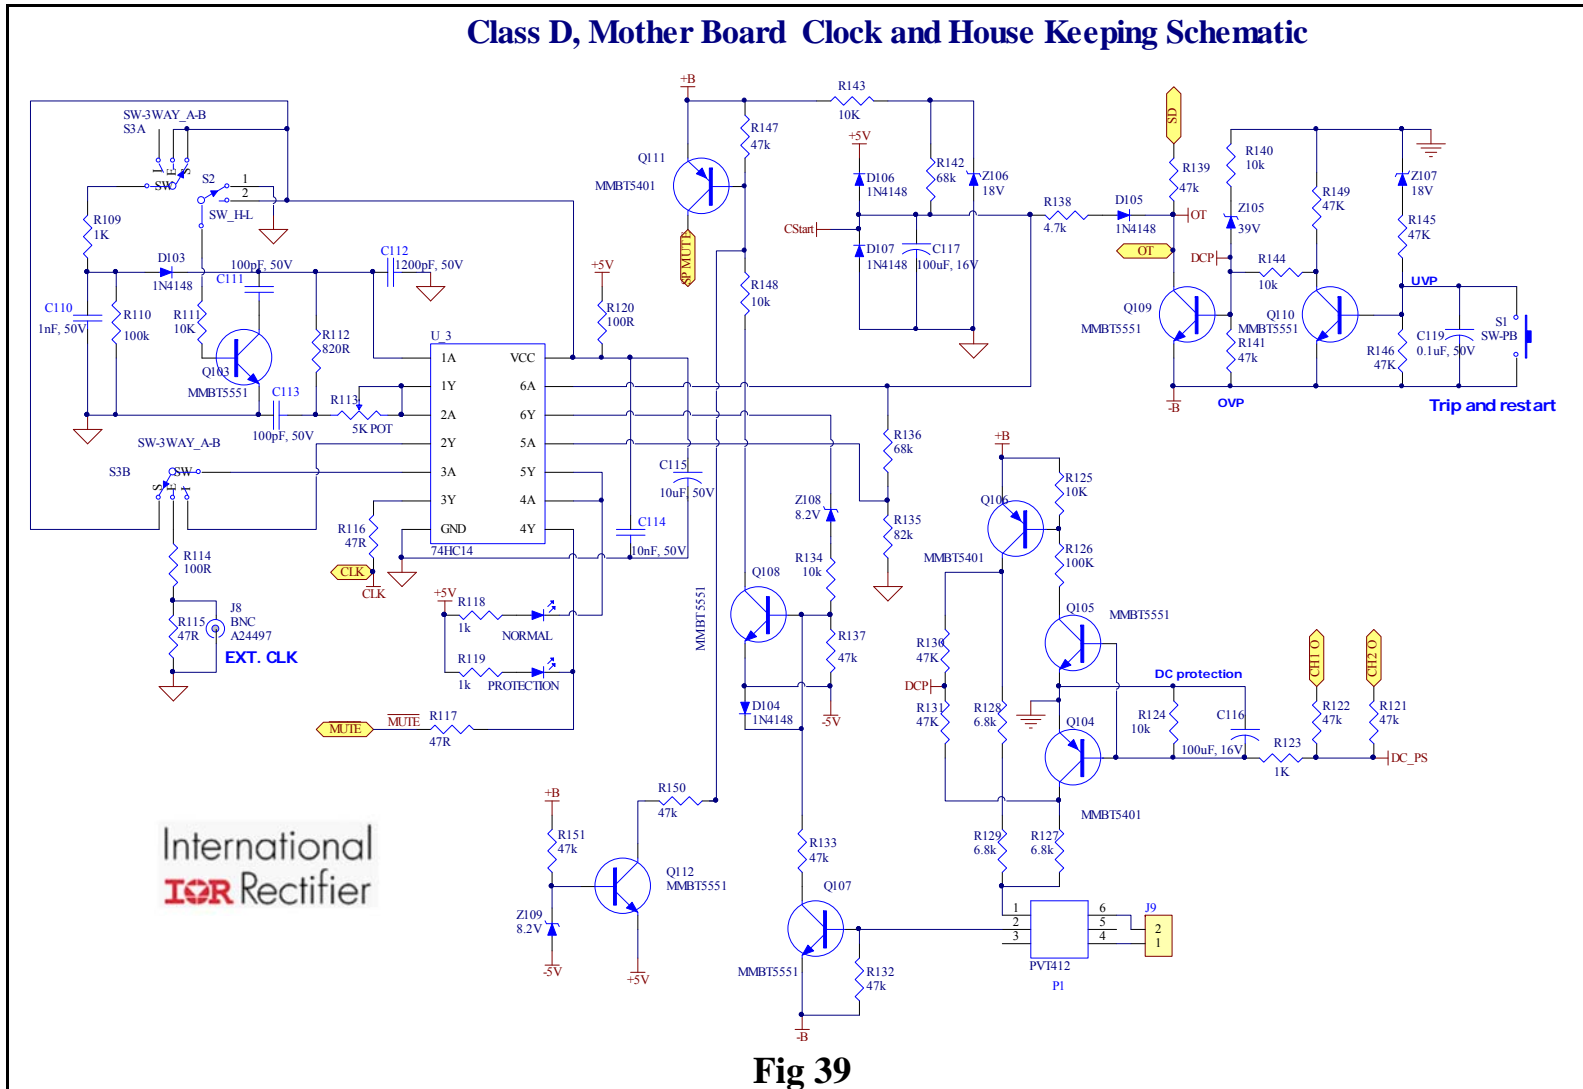 Class D, Mother Board Clock and House Keeping Schematic
SW-3WAY_A-B
S3A
I
E
S
SW
S2
1
2
SW_H-L
R109
1K
D103
1N4148
C110
1nF, 50V
R110
100k
R111
10K
100pF, 50V
C111
Q103
MMBT5551
R112
820R
C112
1200pF, 50V
C113
100pF, 50V
R113
5K POT
SW-3WAY_A-B
S3B
SW
S
E
I
R114
100R
R115
47R
J8
BNC
A24497
EXT. CLK
U_3
1A
1Y
2A
2Y
3A
3Y
GND
VCC
6A
6Y
5A
5Y
4A
4Y
74HC14
R116
47R
CLK
CLK
+5V
R120
100R
C115
10uF, 50V
C114
10nF, 50V
+5V
R118
1k
NORMAL
R119
1k
PROTECTION
MUTE
MUTE
R117
47R
+B
Q111
MMBT5401
SP MUTE
R147
47k
R148
10k
R143
10K
+5V
D106
1N4148
R142
68k
Z106
18V
CStart
D107
1N4148
C117
100uF, 16V
R138
4.7k
D105
1N4148
SD
R139
47k
OT
OT
R140
10k
Z105
39V
DCP
R144
10k
Q109
MMBT5551
R141
47k
-B
OVP
R149
47K
Q110
MMBT5551
Z107
18V
R145
47K
UVP
R146
47K
C119
0.1uF, 50V
S1
SW-PB
Trip and restart
R136
68k
R135
82k
Z108
8.2V
R134
10k
Q108
MMBT5551
R137
47k
D104
1N4148
-5V
+B
Q106
MMBT5401
R125
10K
R126
100K
Q105
MMBT5551
R130
47K
DCP
R131
47K
R128
6.8k
DC protection
Q104
MMBT5401
R124
10k
C116
100uF, 16V
R123
1K
CH1 O
CH2 O
R122
47k
R121
47k
DC_PS
R129
6.8k
R127
6.8k
+B
R151
47k
Z109
8.2V
-5V
Q112
MMBT5551
+5V
R150
47k
R133
47k
Q107
MMBT5551
R132
47k
-B
1
2
3
6
5
4
PVT412
P1
J9
2
1
International
IOR Rectifier
Fig 39